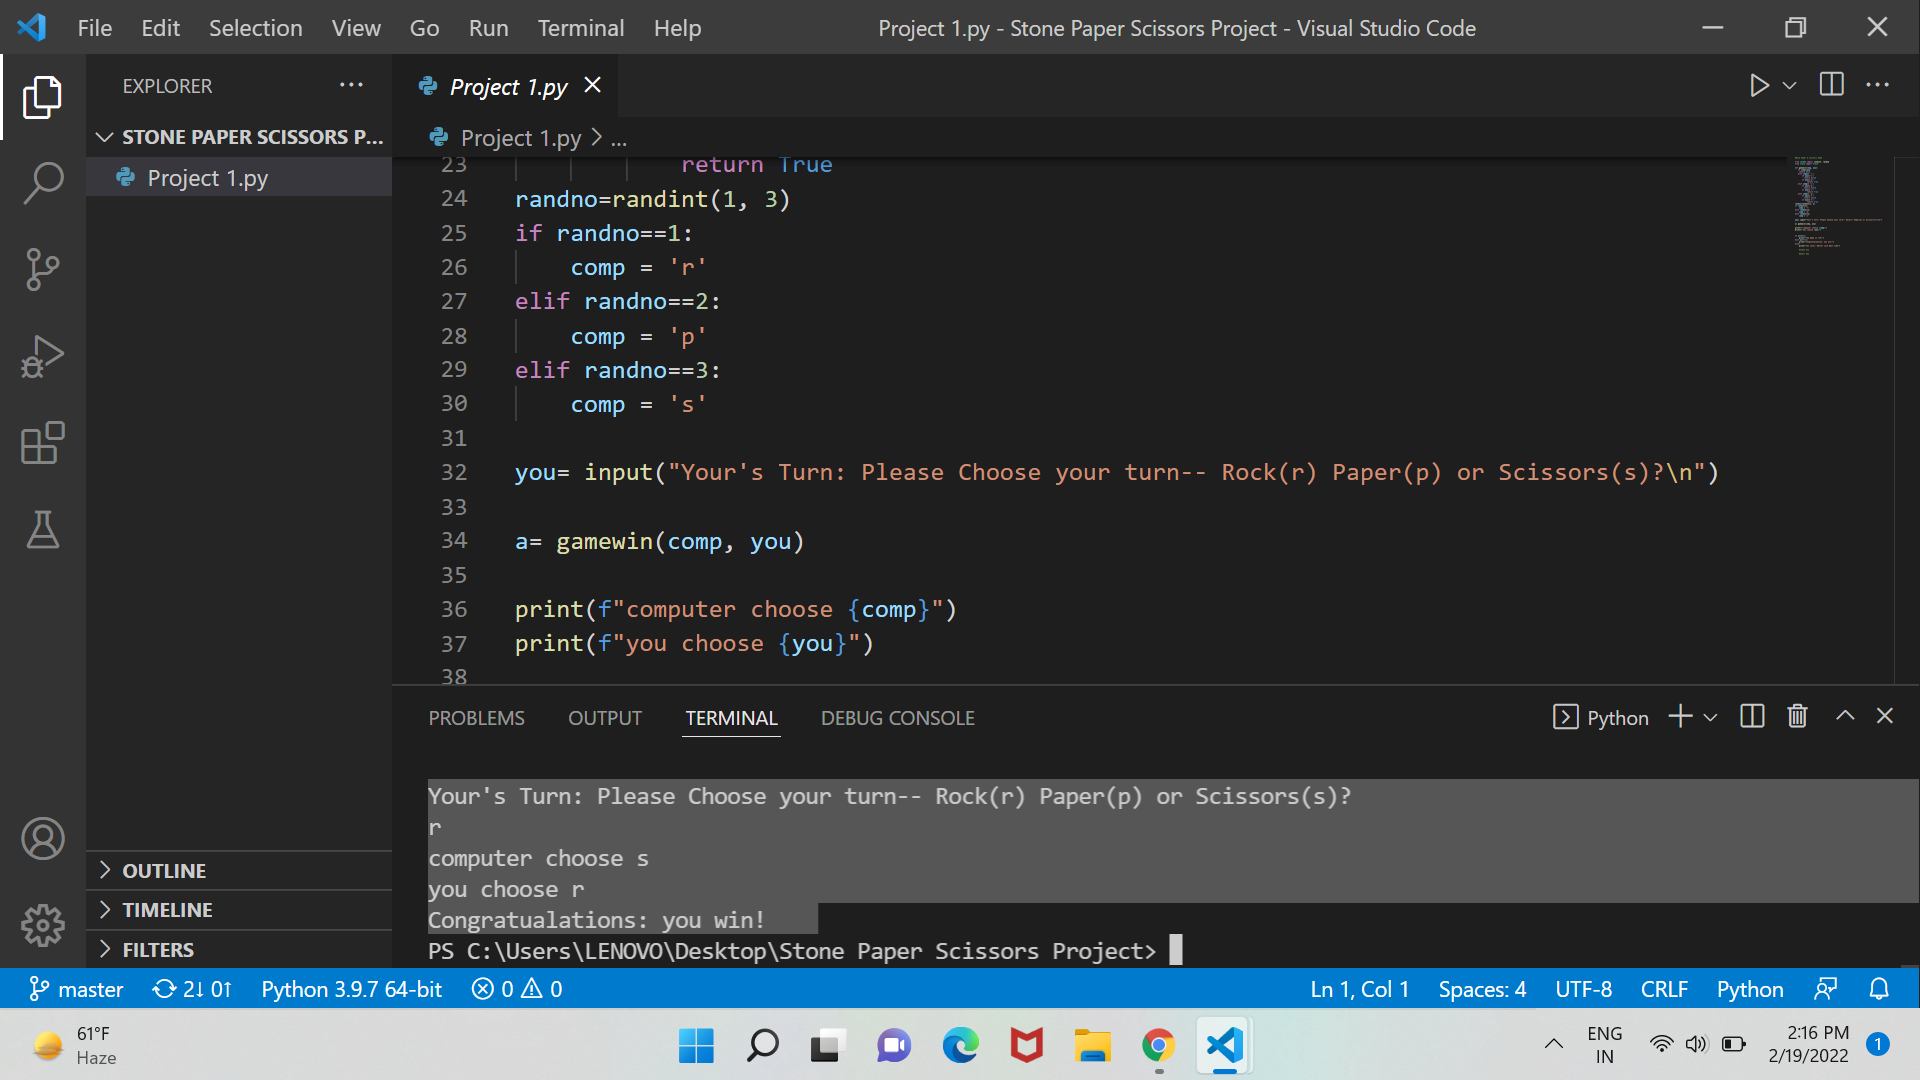 File Edit Selection View Go Run Terminal Help Project 1.py - Stone Paper Scissors Project - Visual Studio Code
EXPLORER
STONE PAPER SCISSORS P...
Project 1.py
OUTLINE
TIMELINE
FILTERS
Project 1.py
Project 1.py > ...
23 return True
24 randno=randint(1, 3)
25 if randno==1:
26 comp = 'r'
27 elif randno==2:
28 comp = 'p'
29 elif randno==3:
30 comp = 's'
31
32 you= input("Your's Turn: Please Choose your turn-- Rock(r) Paper(p) or Scissors(s)?\n")
33
34 a= gamewin(comp, you)
35
36 print(f"computer choose {comp}")
37 print(f"you choose {you}")
38
PROBLEMS OUTPUT TERMINAL DEBUG CONSOLE Python
Your's Turn: Please Choose your turn-- Rock(r) Paper(p) or Scissors(s)?
r
computer choose s
you choose r
Congratualations: you win!
PS C:\Users\LENOVO\Desktop\Stone Paper Scissors Project>
master 2↓ 0↑ Python 3.9.7 64-bit 0 0 Ln 1, Col 1 Spaces: 4 UTF-8 CRLF Python
61°F
Haze
ENG
IN
2:16 PM
2/19/2022
1